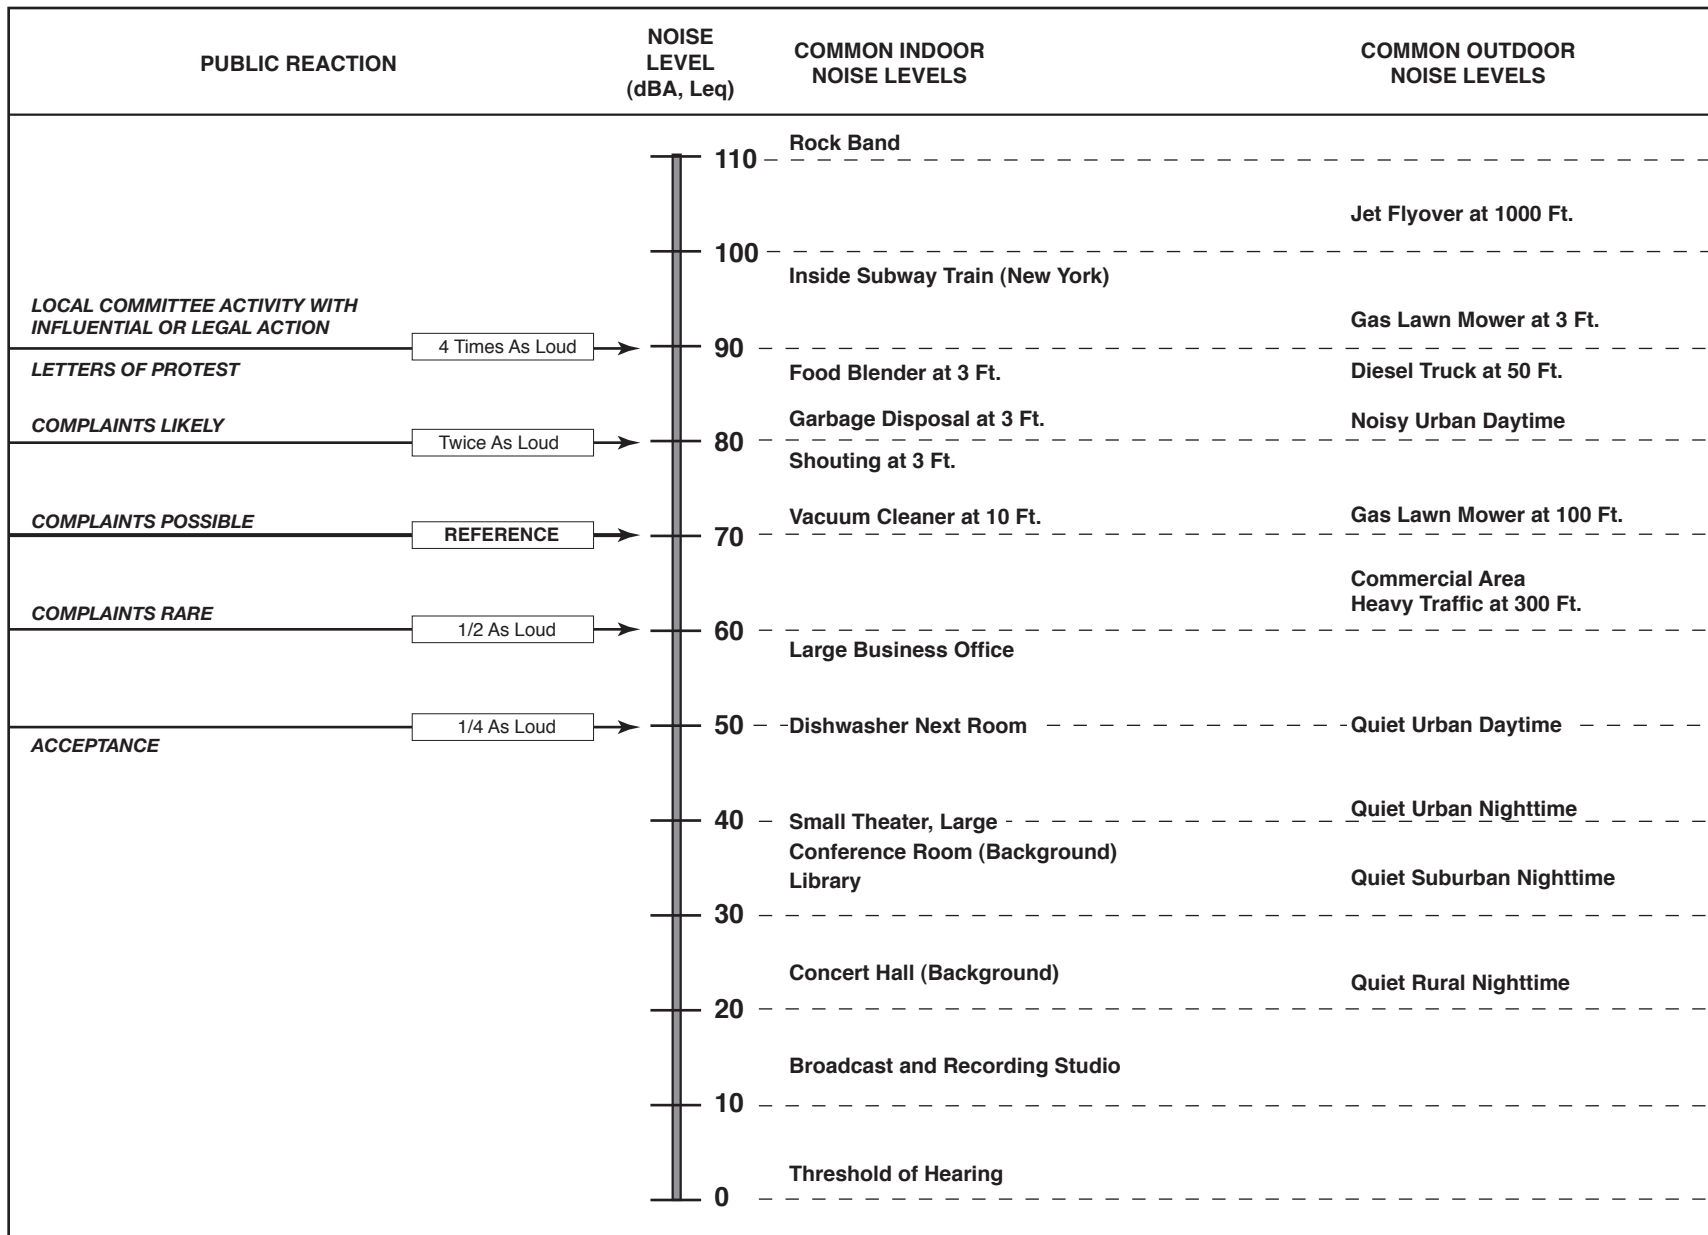 PUBLIC REACTION
NOISE
LEVEL
(dBA, Leq)
COMMON INDOOR
NOISE LEVELS
COMMON OUTDOOR
NOISE LEVELS
Rock Band
110
Jet Flyover at 1000 Ft.
100
Inside Subway Train (New York)
LOCAL COMMITTEE ACTIVITY WITH
INFLUENTIAL OR LEGAL ACTION
Gas Lawn Mower at 3 Ft.
4 Times As Loud
90
LETTERS OF PROTEST
Food Blender at 3 Ft.
Diesel Truck at 50 Ft.
COMPLAINTS LIKELY
Garbage Disposal at 3 Ft.
Noisy Urban Daytime
Twice As Loud
80
Shouting at 3 Ft.
COMPLAINTS POSSIBLE
Vacuum Cleaner at 10 Ft.
Gas Lawn Mower at 100 Ft.
REFERENCE
70
Commercial Area
Heavy Traffic at 300 Ft.
COMPLAINTS RARE
1/2 As Loud
60
Large Business Office
1/4 As Loud
50
Dishwasher Next Room
Quiet Urban Daytime
ACCEPTANCE
Quiet Urban Nighttime
40
Small Theater, Large
Conference Room (Background)
Library
Quiet Suburban Nighttime
30
Concert Hall (Background)
Quiet Rural Nighttime
20
Broadcast and Recording Studio
10
Threshold of Hearing
0